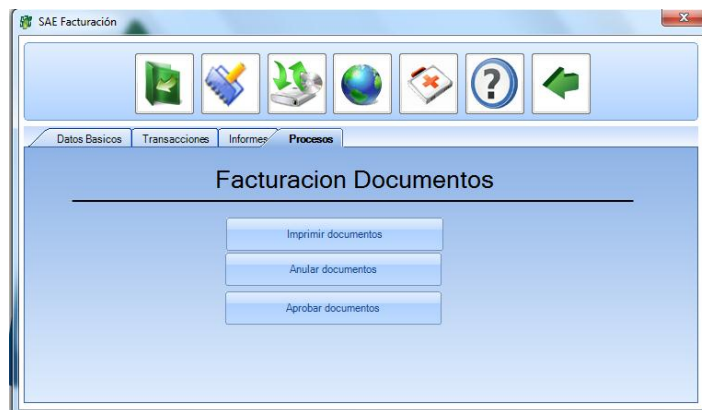 SAE Facturación
Datos Basicos Transacciones Informes Procesos
Facturacion Documentos
Imprimir documentos
Anular documentos
Aprobar documentos